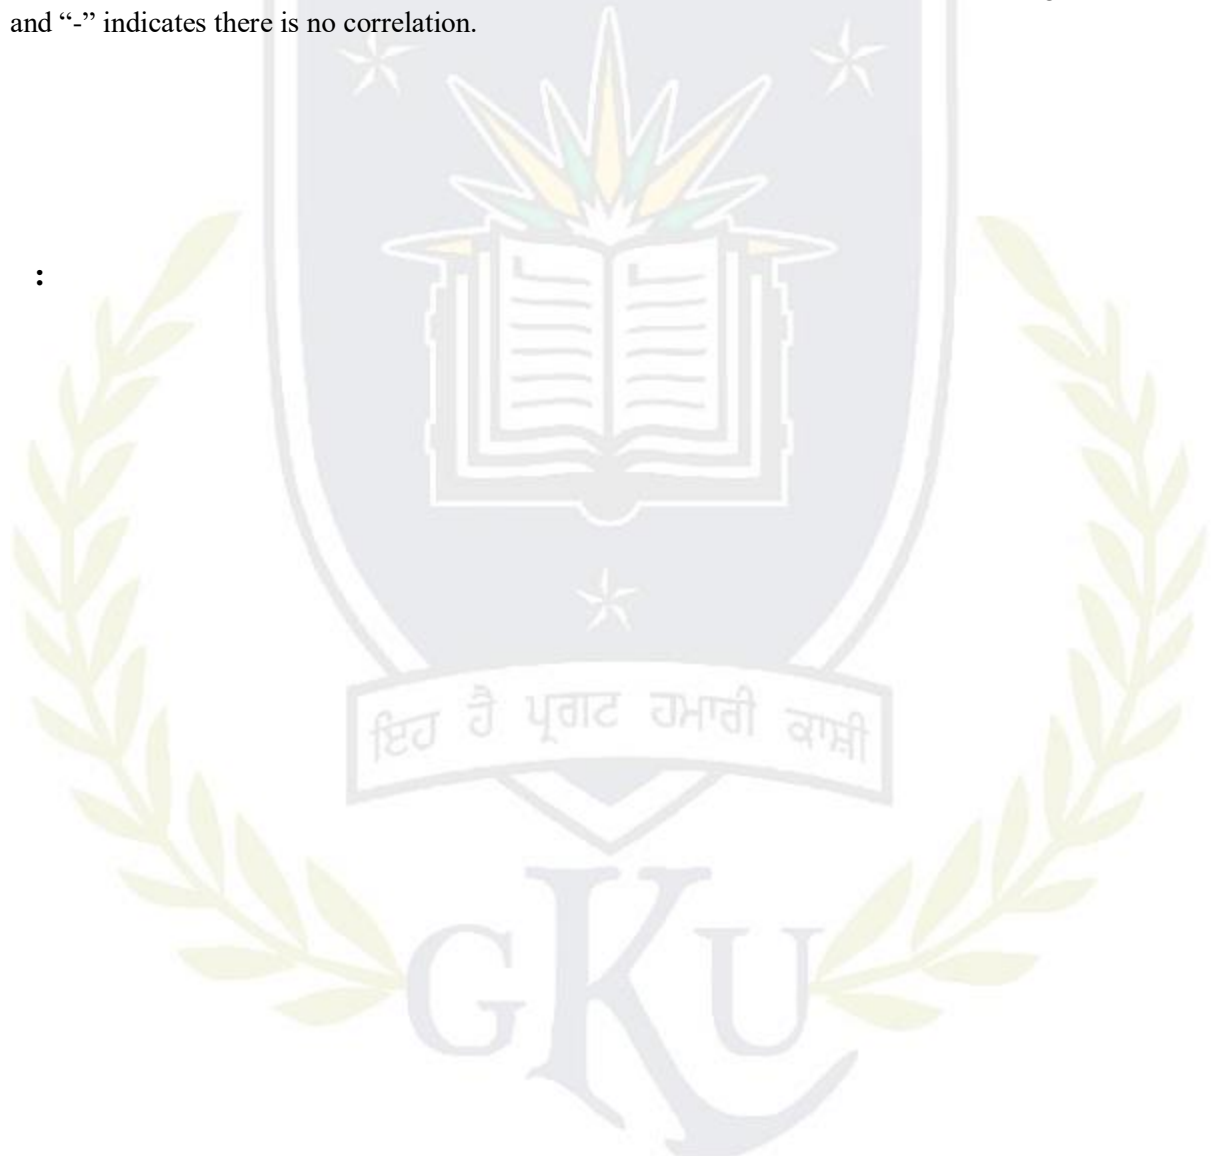 and “-” indicates there is no correlation.
:
ਇਹ ਹੈ ਪ੍ਰਗਟ ਹਮਾਰੀ ਕਾਸ਼ੀ
GKU